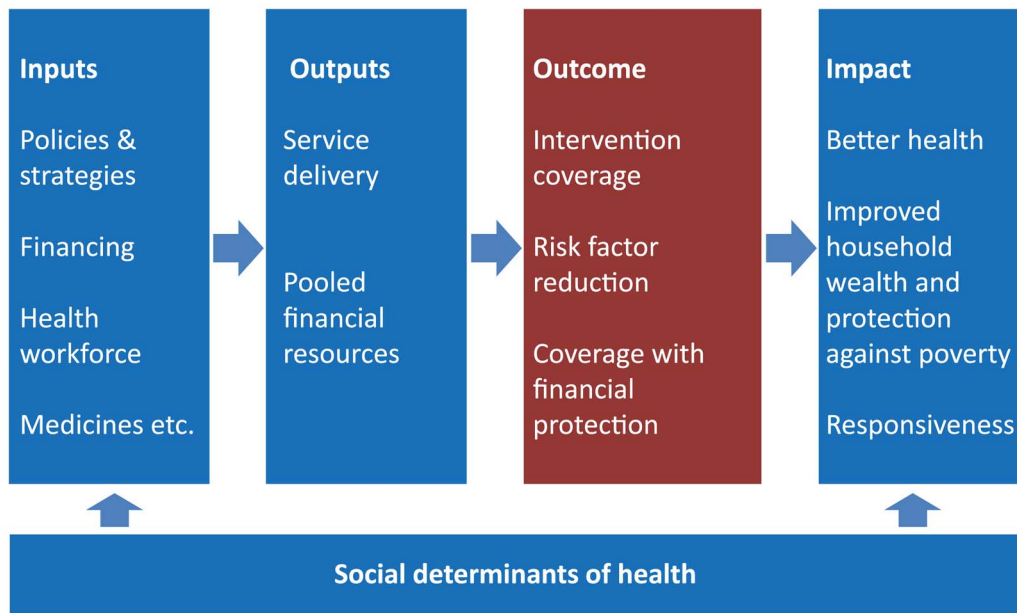 Inputs
Policies &
strategies
Financing
Health
workforce
Medicines etc.
Outputs
Service
delivery
Pooled
financial
resources
Outcome
Intervention
coverage
Risk factor
reduction
Coverage with
financial
protection
Impact
Better health
Improved
household
wealth and
protection
against poverty
Responsiveness
Social determinants of health